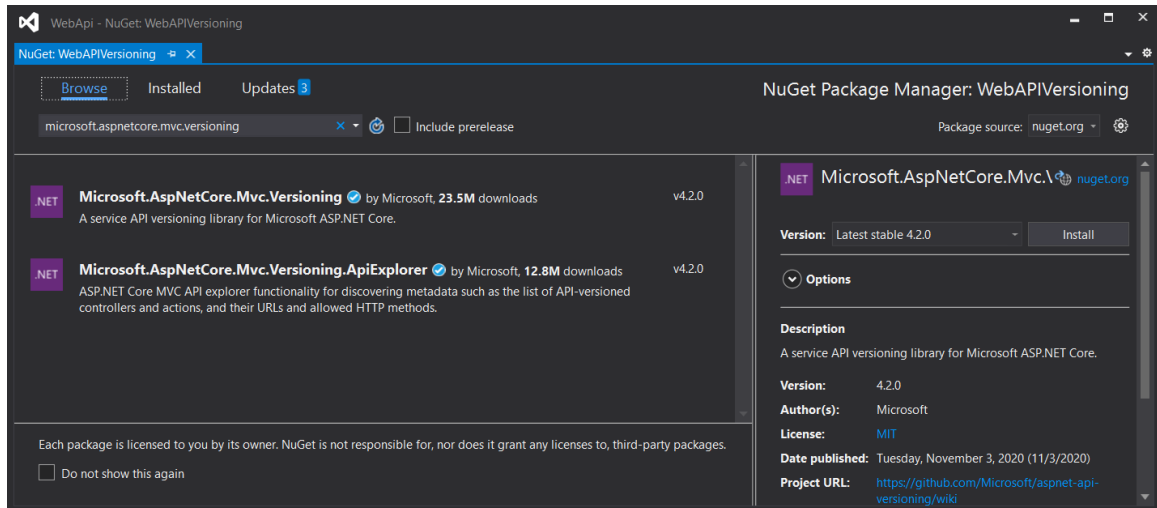 WebApi - NuGet: WebAPIVersioning
NuGet: WebAPIVersioning
Browse Installed Updates 3
NuGet Package Manager: WebAPIVersioning
microsoft.aspnetcore.mvc.versioning
Include prerelease
Package source: nuget.org
.NET
Microsoft.AspNetCore.Mvc.Versioning by Microsoft, 23.5M downloads
v4.2.0
A service API versioning library for Microsoft ASP.NET Core.
.NET
Microsoft.AspNetCore.Mvc.Versioning.ApiExplorer by Microsoft, 12.8M downloads
v4.2.0
ASP.NET Core MVC API explorer functionality for discovering metadata such as the list of API-versioned
controllers and actions, and their URLs and allowed HTTP methods.
Each package is licensed to you by its owner. NuGet is not responsible for, nor does it grant any licenses to, third-party packages.
Do not show this again
.NET
Microsoft.AspNetCore.Mvc.\ nuget.org
Version: Latest stable 4.2.0 Install
Options
Description
A service API versioning library for Microsoft ASP.NET Core.
Version: 4.2.0
Author(s): Microsoft
License: MIT
Date published: Tuesday, November 3, 2020 (11/3/2020)
Project URL: https://github.com/Microsoft/aspnet-api-
versioning/wiki